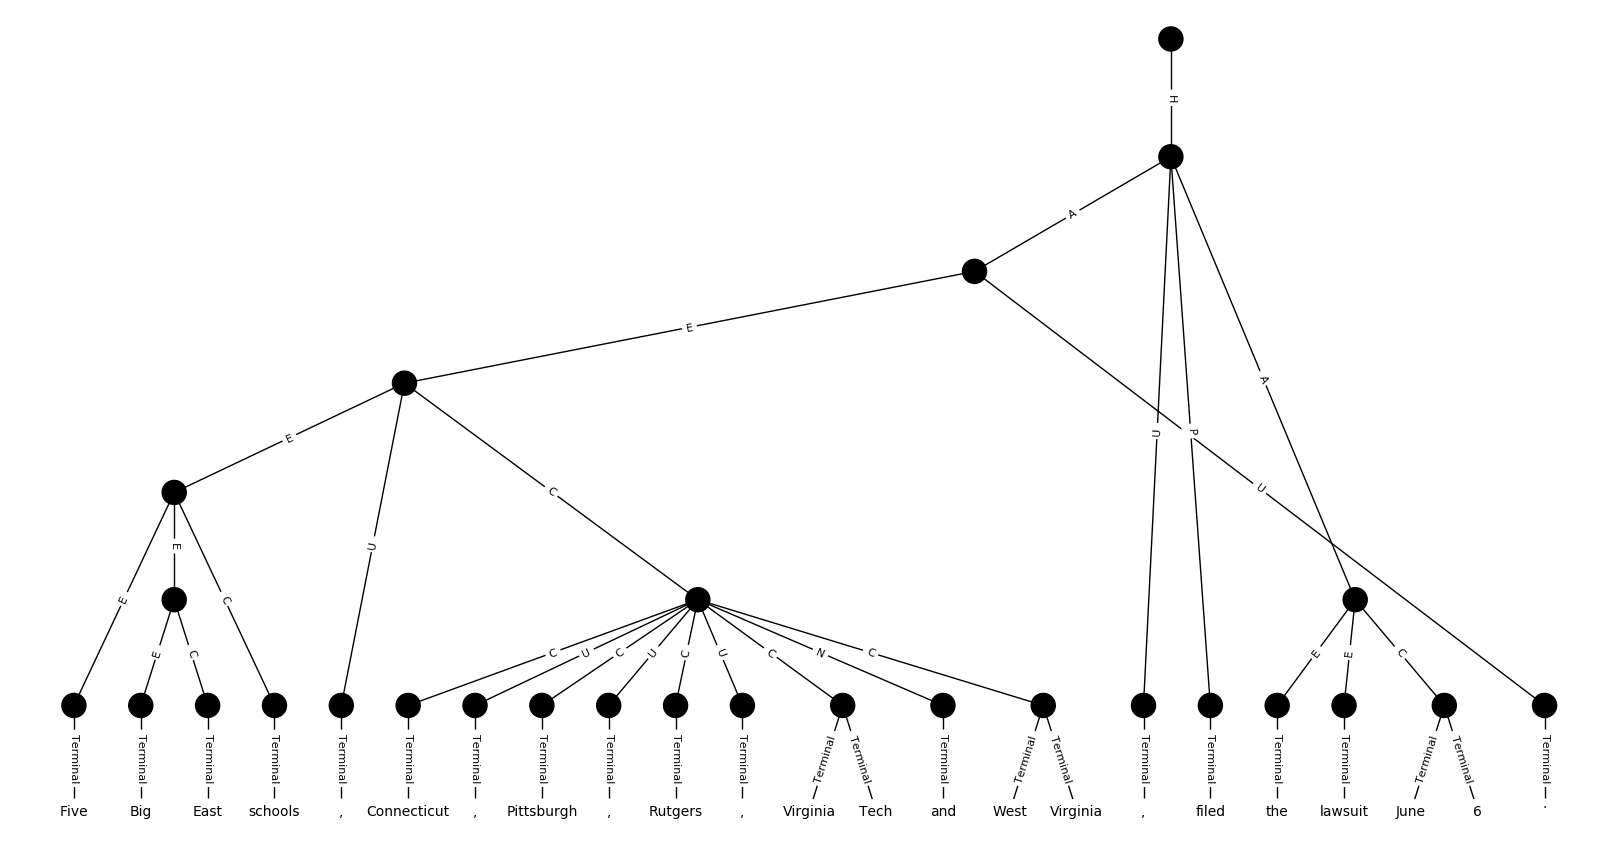 H
A
E
A
E
U
P
U
C
E
U
E
C
E
C
E
C
C
U
C
U
C
U
C
N
C
E
E
C
Terminal Terminal Terminal Terminal Terminal Terminal Terminal Terminal Terminal Terminal Terminal Terminal Terminal Terminal Terminal Terminal Terminal Terminal Terminal Terminal Terminal Terminal Terminal
Five Big East schools , Connecticut , Pittsburgh , Rutgers , Virginia Tech and West Virginia , filed the lawsuit June 6 .